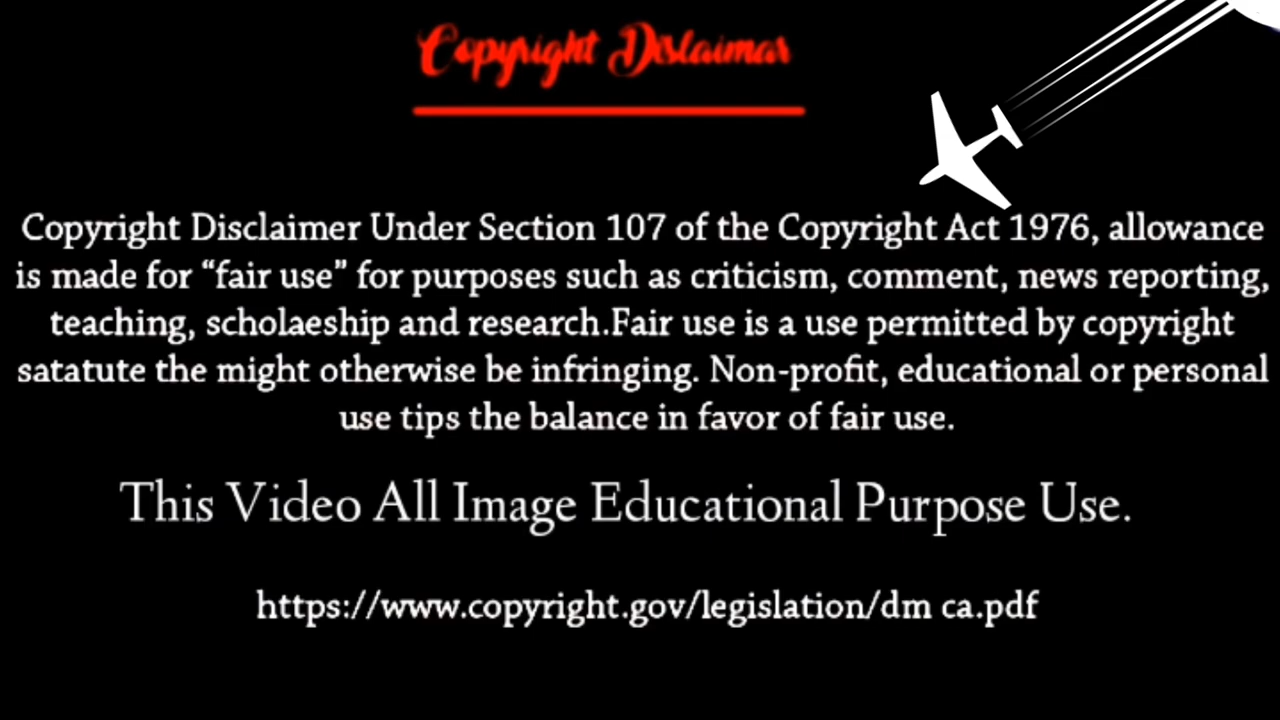 Copyright Dislaimar
Copyright Disclaimer Under Section 107 of the Copyright Act 1976, allowance
is made for “fair use” for purposes such as criticism, comment, news reporting,
teaching, scholaeship and research.Fair use is a use permitted by copyright
satatute the might otherwise be infringing. Non-profit, educational or personal
use tips the balance in favor of fair use.
This Video All Image Educational Purpose Use.
https://www.copyright.gov/legislation/dm ca.pdf